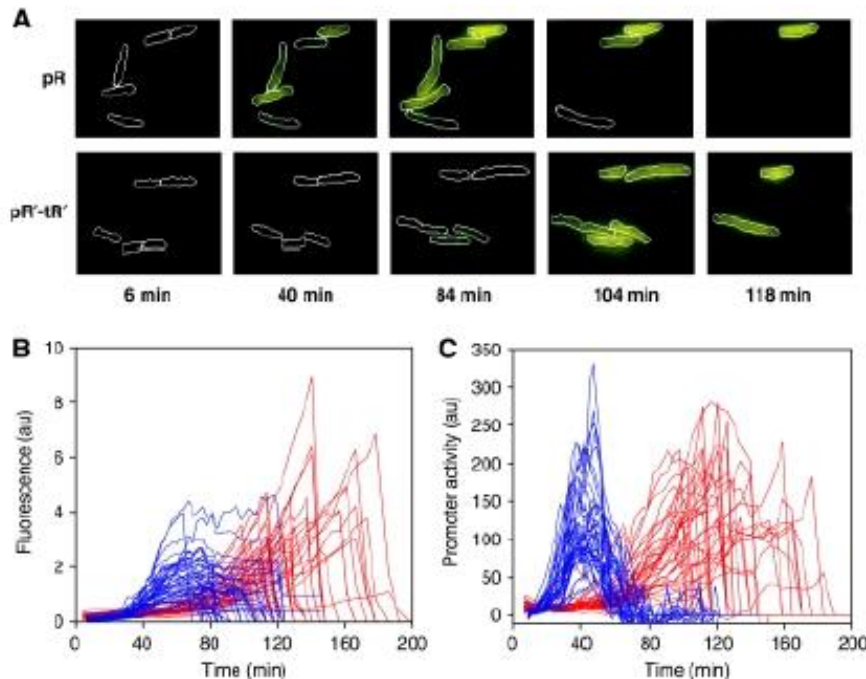 A
pR
pR'-tR'
6 min
40 min
84 min
104 min
118 min
B
10
8
6
4
2
0
Fluorescence (au)
0
40
80
120
160
200
Time (min)
C
350
300
250
200
150
100
50
0
Promoter activity (au)
0
40
80
120
160
200
Time (min)